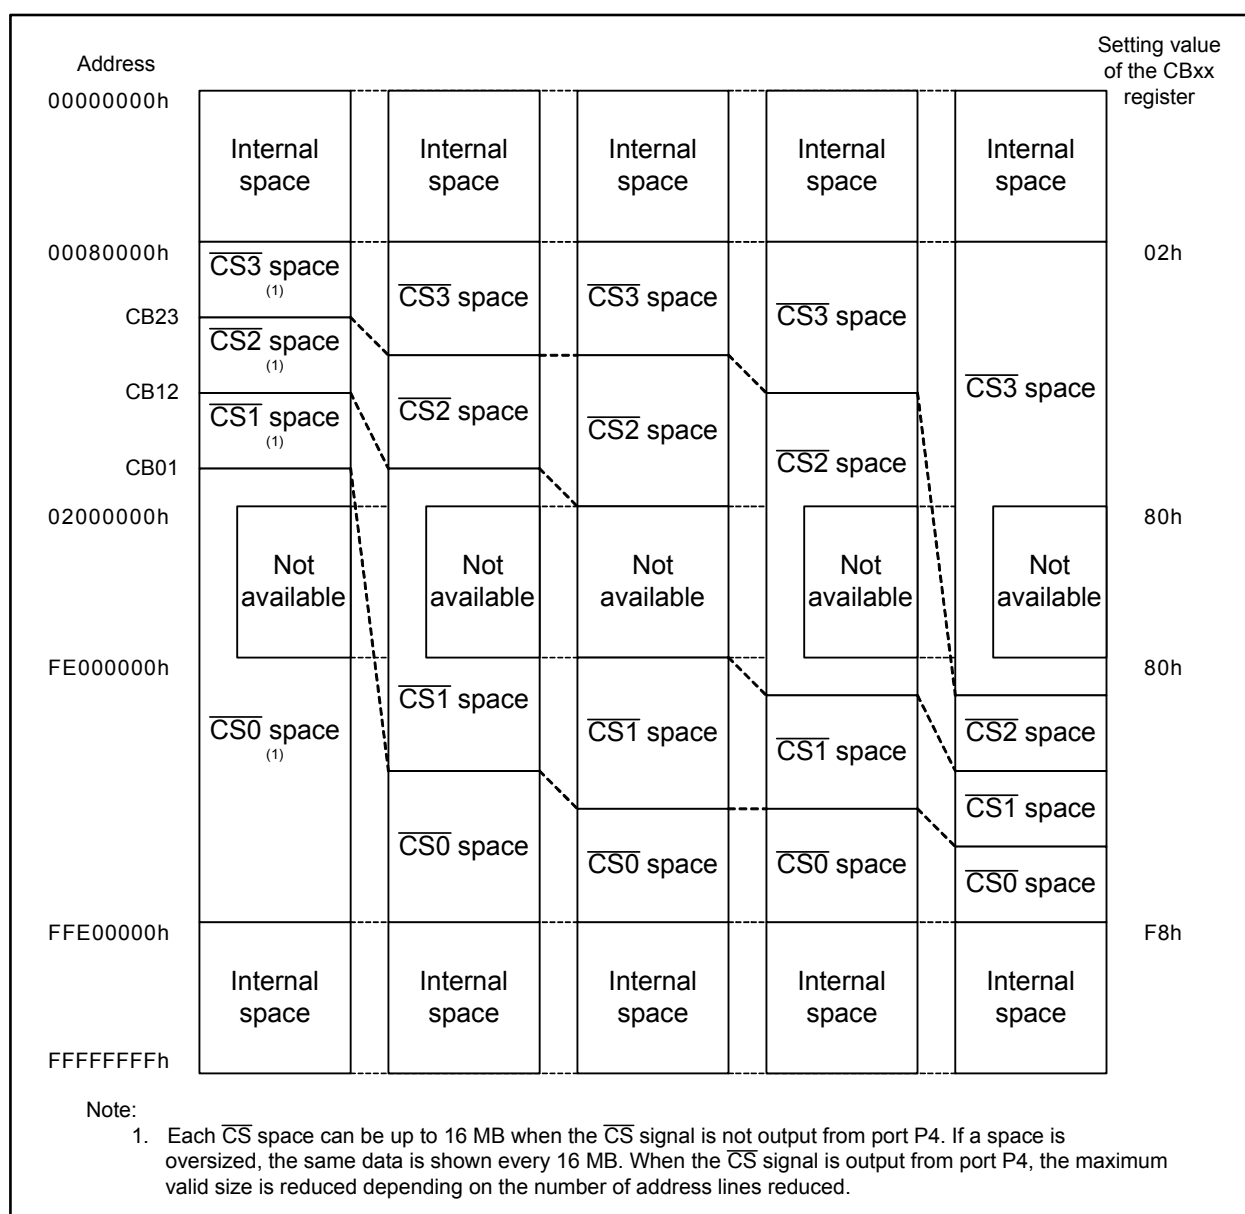 Address
Setting value
of the CBxx
register
00000000h
Internal
space
Internal
space
Internal
space
Internal
space
Internal
space
00080000h
02h
CS3 space
(1)
CS3 space
CS3 space
CS3 space
CS3 space
CB23
CS2 space
(1)
CB12
CS2 space
CS2 space
CS2 space
CS1 space
(1)
CB01
02000000h
80h
Not
available
Not
available
Not
available
Not
available
Not
available
FE000000h
80h
CS0 space
(1)
CS1 space
CS1 space
CS1 space
CS2 space
CS1 space
CS0 space
CS0 space
CS0 space
CS0 space
FFE00000h
F8h
Internal
space
Internal
space
Internal
space
Internal
space
Internal
space
FFFFFFFFh
Note:
1. Each CS space can be up to 16 MB when the CS signal is not output from port P4. If a space is
oversized, the same data is shown every 16 MB. When the CS signal is output from port P4, the maximum
valid size is reduced depending on the number of address lines reduced.